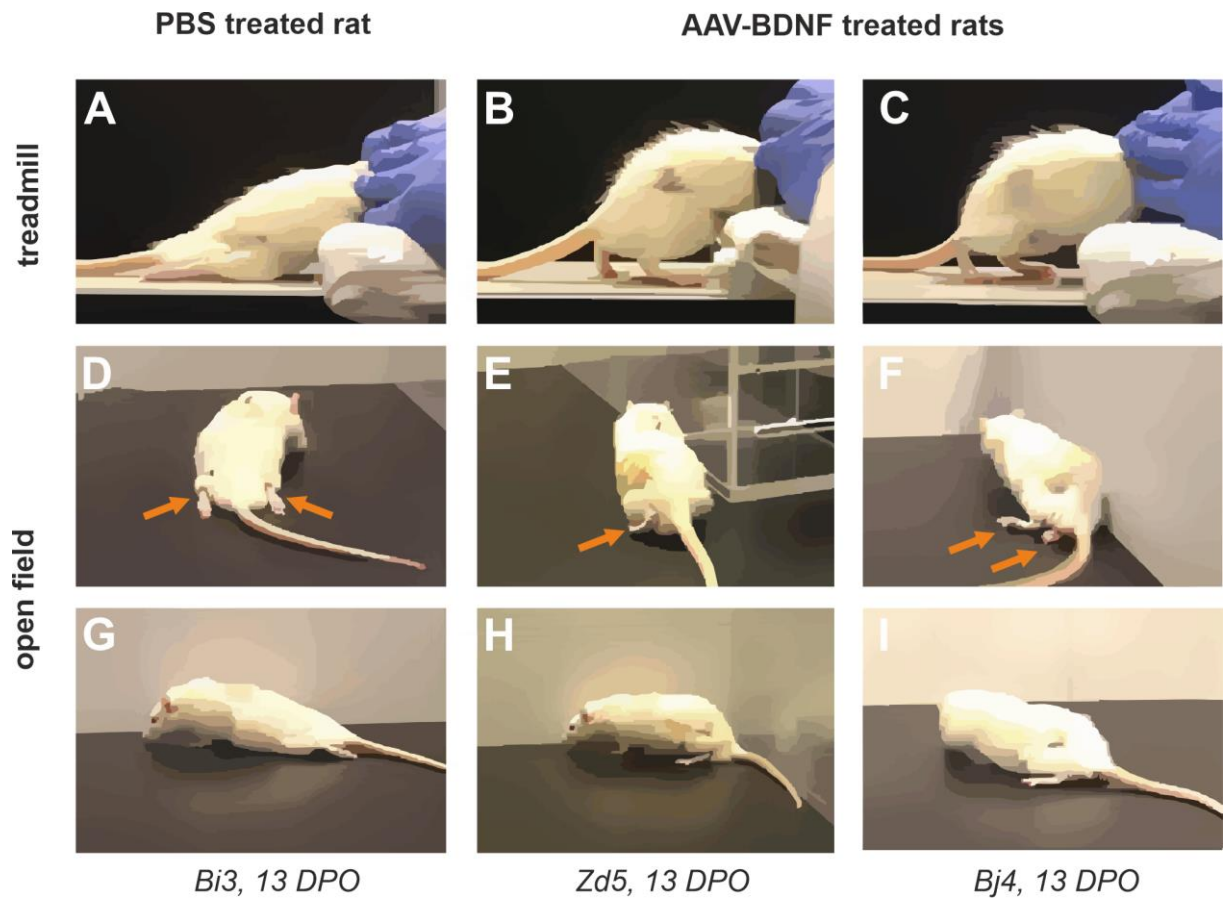 PBS treated rat
AAV-BDNF treated rats
treadmill
A
B
C
open field
D
E
F
G
H
I
Bi3, 13 DPO
Zd5, 13 DPO
Bj4, 13 DPO